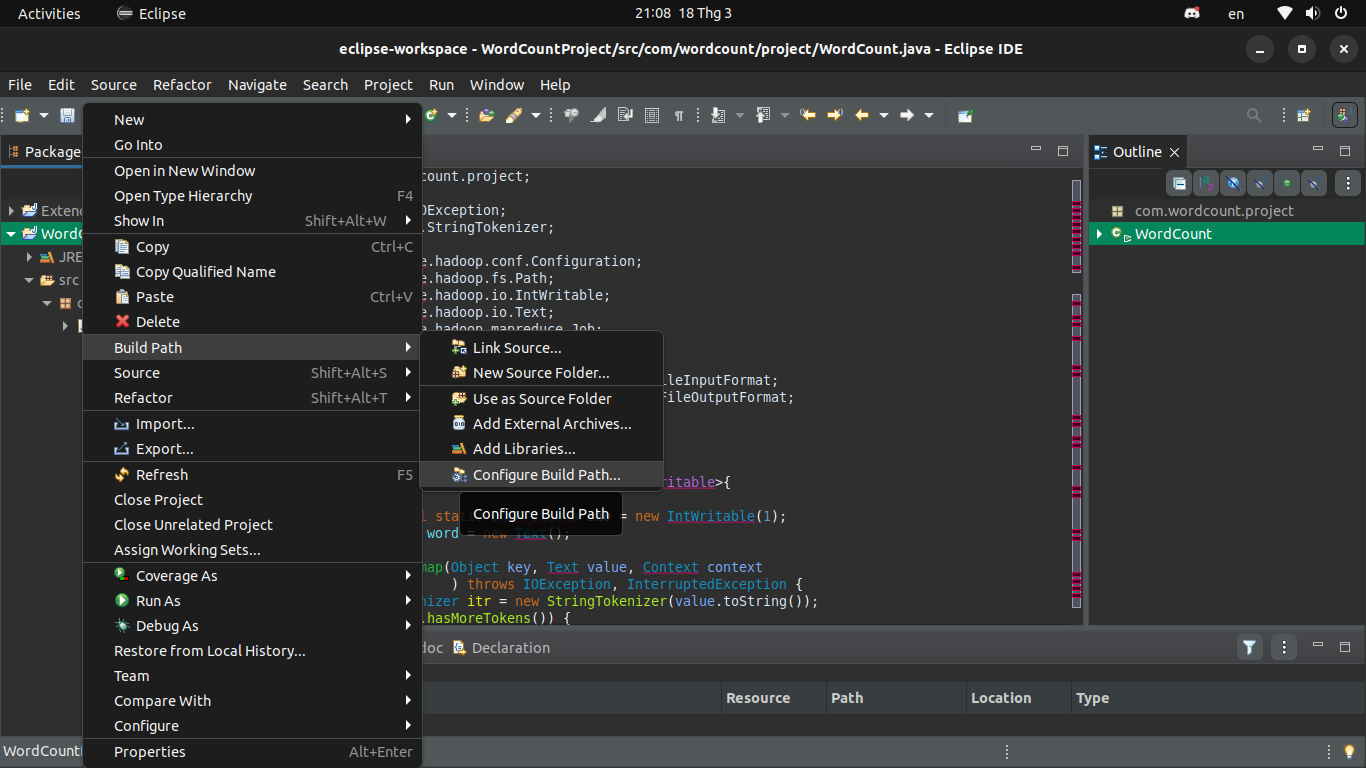 Activities Eclipse 21:08 18 Thg 3 en
eclipse-workspace - WordCountProject/src/com/wordcount/project/WordCount.java - Eclipse IDE
File Edit Source Refactor Navigate Search Project Run Window Help
Package
Outline
Extend
WordC
JRE
src
New
Go Into
Open in New Window
Open Type Hierarchy F4
Show In Shift+Alt+W
Copy Ctrl+C
Copy Qualified Name
Paste Ctrl+V
Delete
Build Path
Source Shift+Alt+S
Refactor Shift+Alt+T
Import...
Export...
Refresh F5
Close Project
Close Unrelated Project
Assign Working Sets...
Coverage As
Run As
Debug As
Restore from Local History...
Team
Compare With
Configure
Properties Alt+Enter
Link Source...
New Source Folder...
Use as Source Folder
Add External Archives...
Add Libraries...
Configure Build Path...
Configure Build Path
count.project;
OException;
.StringTokenizer;
e.hadoop.conf.Configuration;
e.hadoop.fs.Path;
e.hadoop.io.IntWritable;
e.hadoop.io.Text;
e.hadoop.mapreduce.Job;
leInputFormat;
FileOutputFormat;
ritable>{
l stat = new IntWritable(1);
word = new Text();
map(Object key, Text value, Context context
) throws IOException, InterruptedException {
nizer itr = new StringTokenizer(value.toString());
.hasMoreTokens()) {
com.wordcount.project
WordCount
doc Declaration
Resource Path Location Type
WordCount